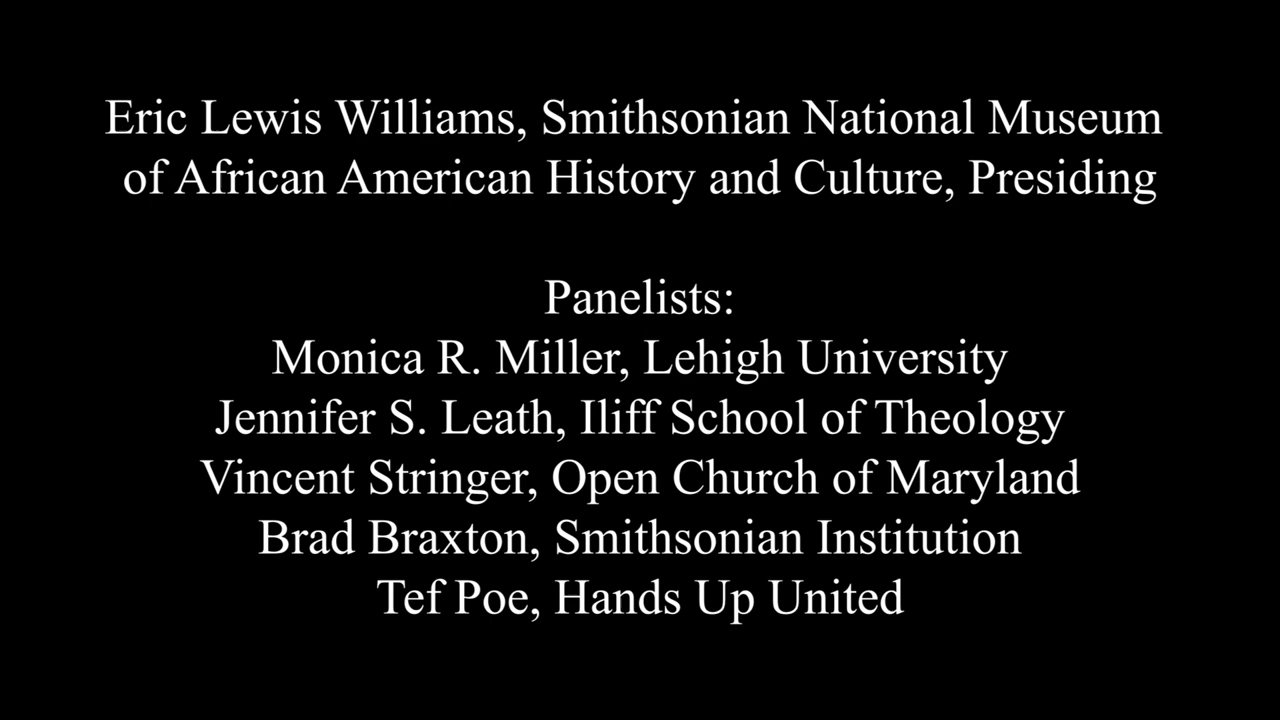 Eric Lewis Williams, Smithsonian National Museum
of African American History and Culture, Presiding
Panelists:
Monica R. Miller, Lehigh University
Jennifer S. Leath, Iliff School of Theology
Vincent Stringer, Open Church of Maryland
Brad Braxton, Smithsonian Institution
Tef Poe, Hands Up United